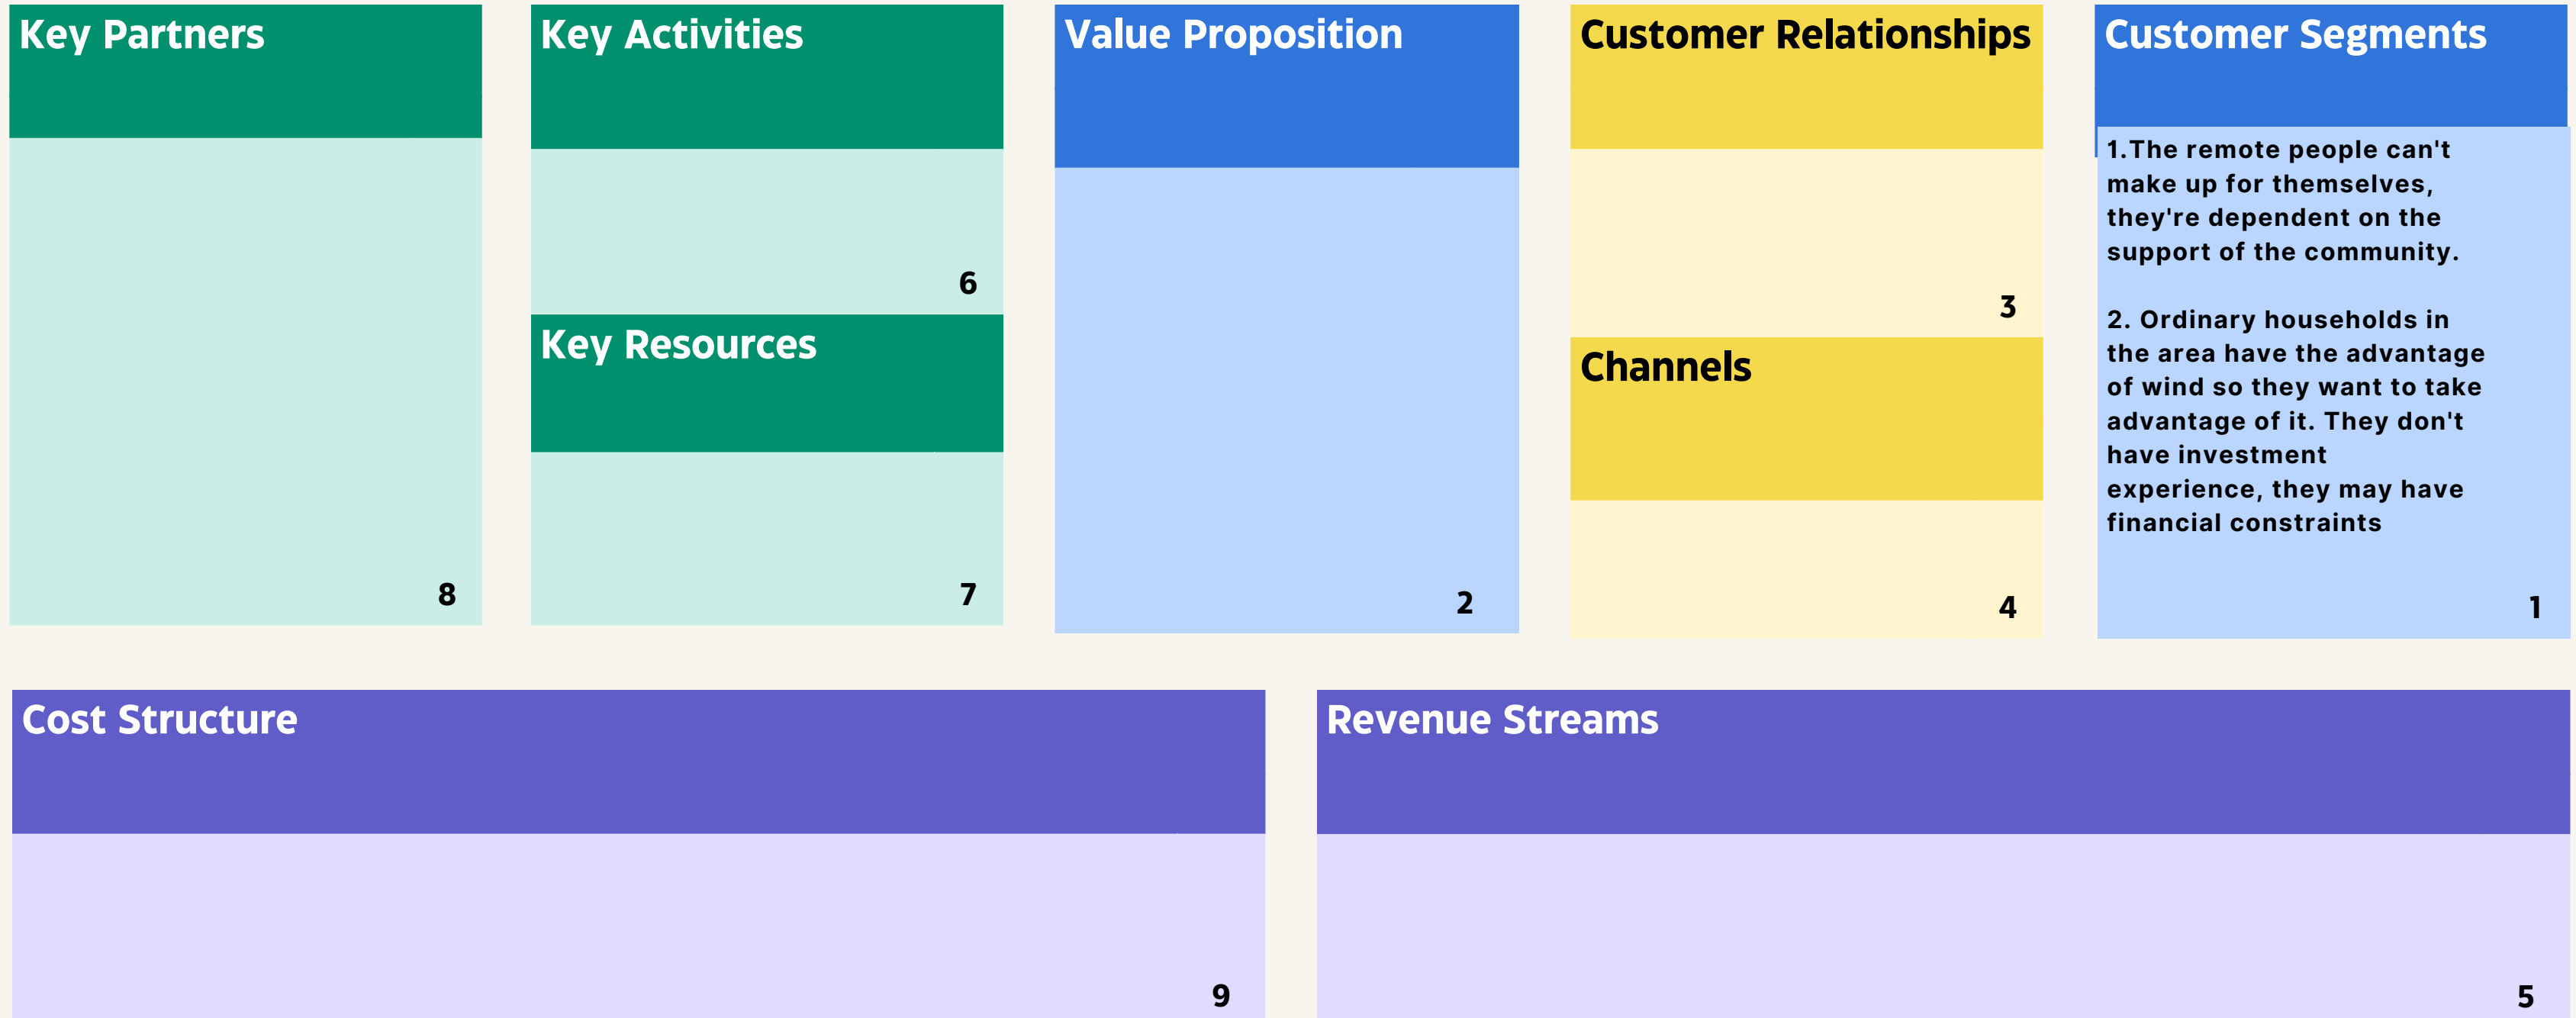 Key Partners
8
Key Activities
6
Key Resources
7
Value Proposition
2
Customer Relationships
3
Channels
4
Customer Segments
1.The remote people can't
make up for themselves,
they're dependent on the
support of the community.
2. Ordinary households in
the area have the advantage
of wind so they want to take
advantage of it. They don't
have investment
experience, they may have
financial constraints
1
Cost Structure
9
Revenue Streams
5